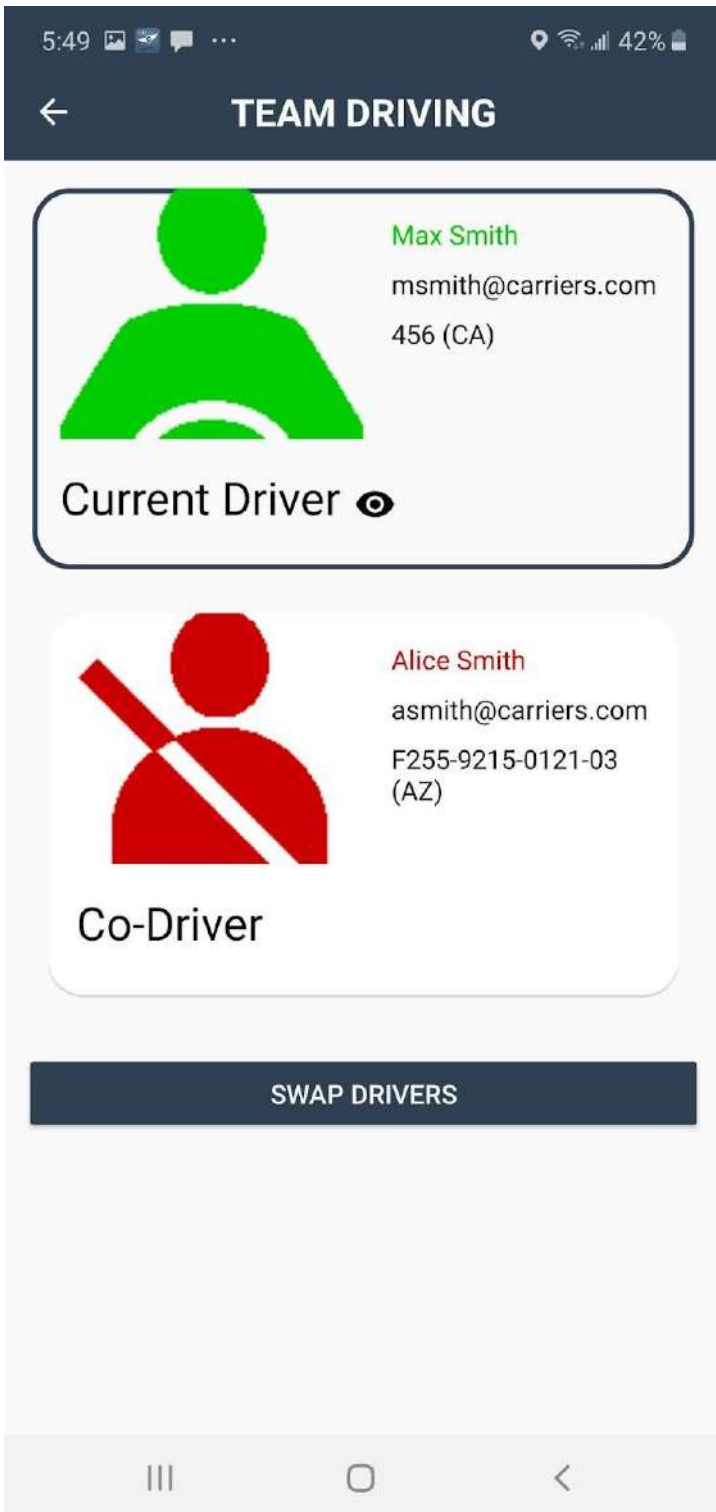 5:49 ... 42%
TEAM DRIVING
Max Smith
msmith@carriers.com
456 (CA)
Current Driver
Alice Smith
asmith@carriers.com
F255-9215-0121-03
(AZ)
Co-Driver
SWAP DRIVERS